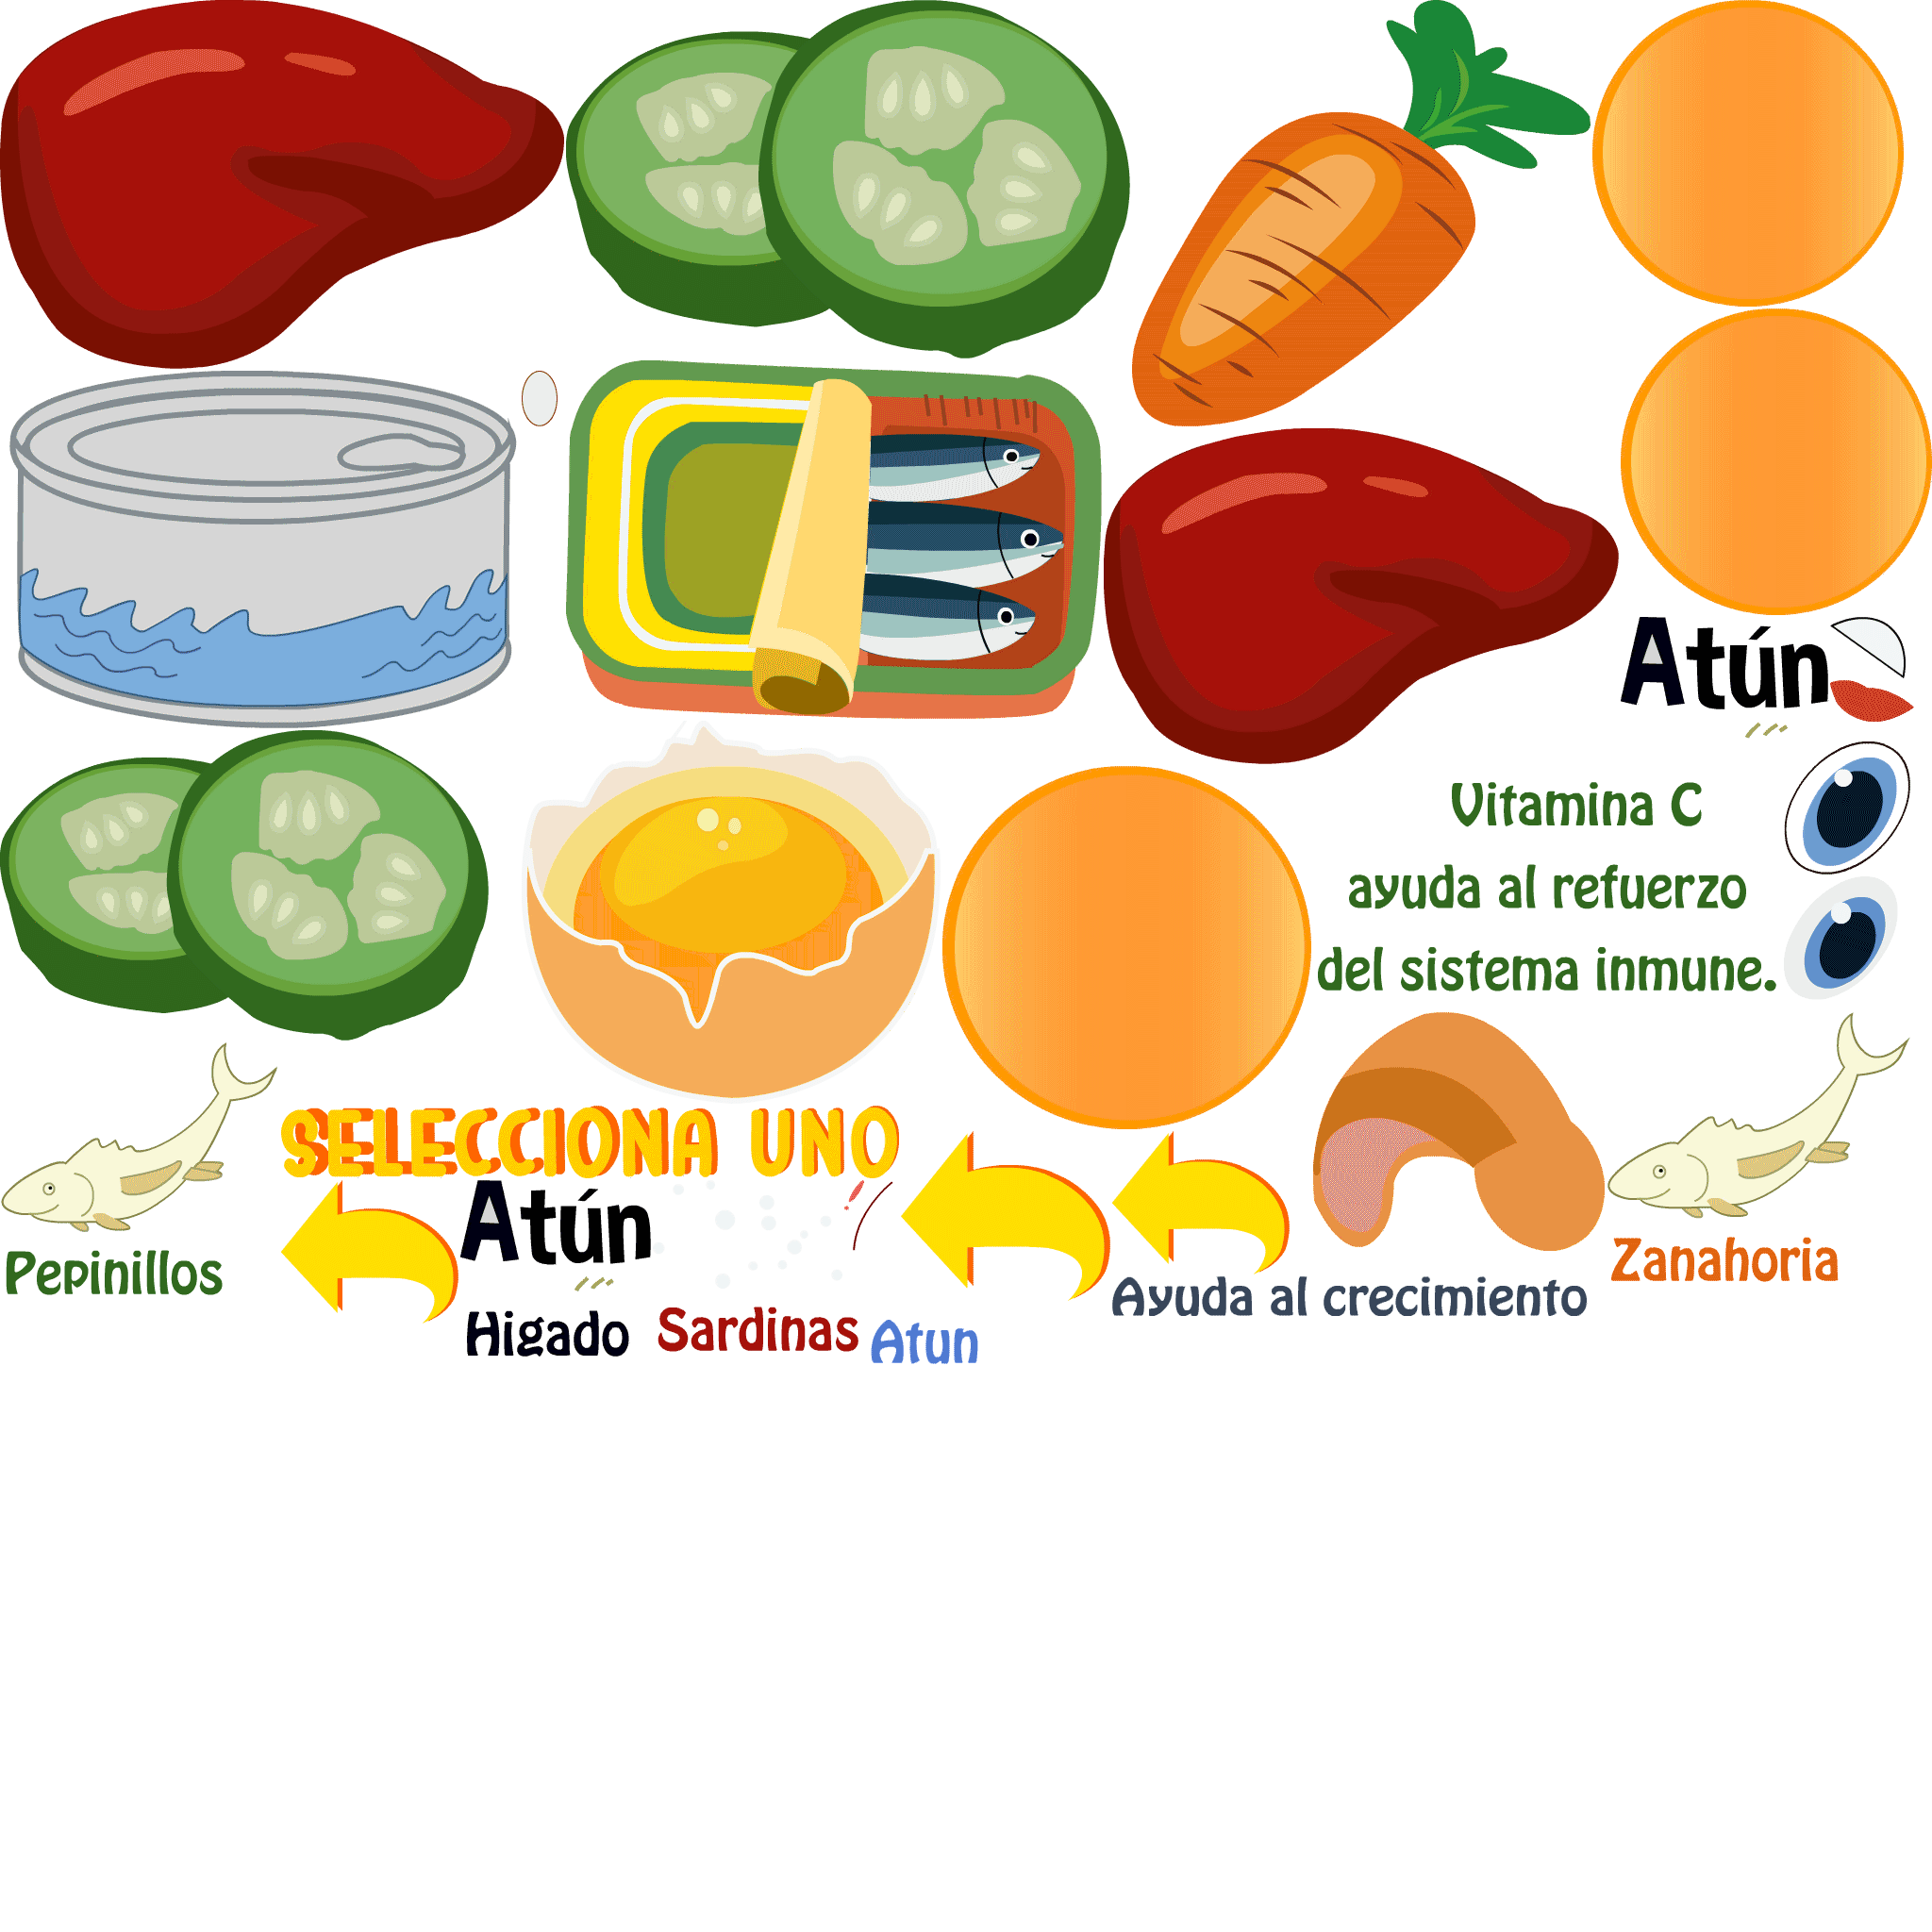 Atún
Vitamina C
ayuda al refuerzo
del sistema inmune.
SELECCIONA UNO
Atún
Pepinillos
Zanahoria
Ayuda al crecimiento
Higado
Sardinas
Atun